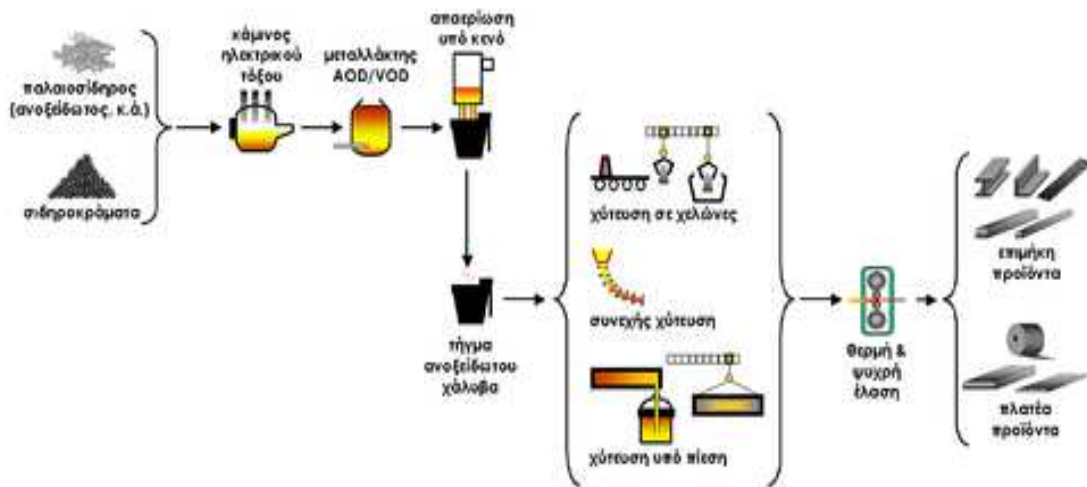 παλαιοσίδηρος
(ανοξείδωτος, κ.ά.)
σιδηροκράματα
κάμινος
ηλεκτρικού
τόξου
μεταλλάκτης
AOD/VOD
απαερίωση
υπό κενό
τήγμα
ανοξείδωτου
χάλυβα
χύτευση σε χελώνες
συνεχής χύτευση
χύτευση υπό πίεση
θερμή &
ψυχρή
έλαση
επιμήκη
προϊόντα
πλατέα
προϊόντα